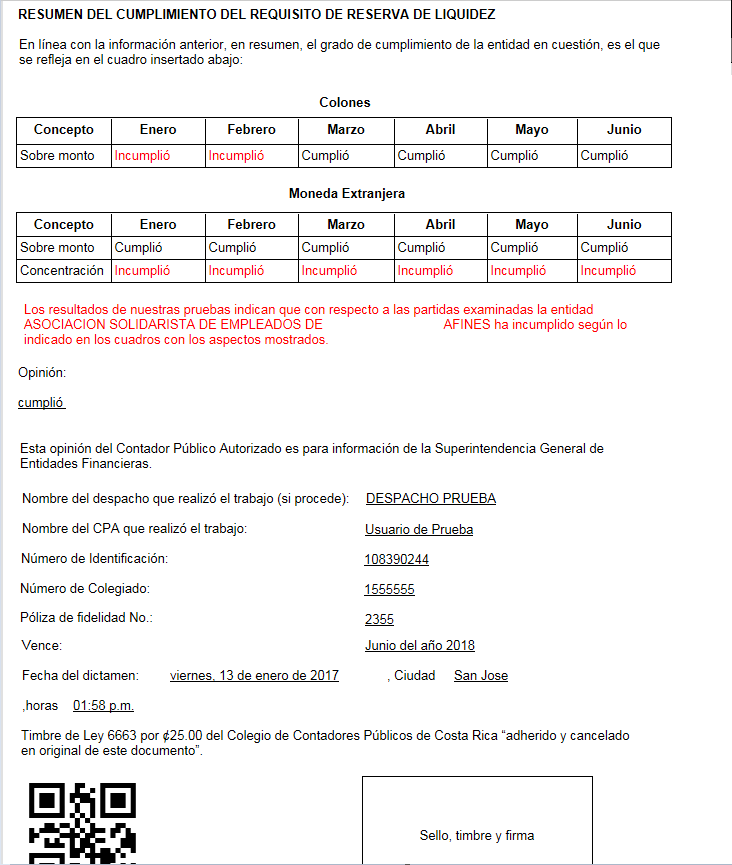 RESUMEN DEL CUMPLIMIENTO DEL REQUISITO DE RESERVA DE LIQUIDEZ
En línea con la información anterior, en resumen, el grado de cumplimiento de la entidad en cuestión, es el que
se refleja en el cuadro insertado abajo:
Colones
Concepto Enero Febrero Marzo Abril Mayo Junio
Sobre monto Incumplió Incumplió Cumplió Cumplió Cumplió Cumplió
Moneda Extranjera
Concepto Enero Febrero Marzo Abril Mayo Junio
Sobre monto Cumplió Cumplió Cumplió Cumplió Cumplió Cumplió
Concentración Incumplió Incumplió Incumplió Incumplió Incumplió Incumplió
Los resultados de nuestras pruebas indican que con respecto a las partidas examinadas la entidad
ASOCIACION SOLIDARISTA DE EMPLEADOS DE AFINES ha incumplido según lo
indicado en los cuadros con los aspectos mostrados.
Opinión:
cumplió
Esta opinión del Contador Público Autorizado es para información de la Superintendencia General de
Entidades Financieras.
Nombre del despacho que realizó el trabajo (si procede): DESPACHO PRUEBA
Nombre del CPA que realizó el trabajo: Usuario de Prueba
Número de Identificación: 108390244
Número de Colegiado: 1555555
Póliza de fidelidad No.: 2355
Vence: Junio del año 2018
Fecha del dictamen: viernes, 13 de enero de 2017 , Ciudad San Jose
,horas 01:58 p.m.
Timbre de Ley 6663 por ¢25.00 del Colegio de Contadores Públicos de Costa Rica “adherido y cancelado
en original de este documento”.
Sello, timbre y firma